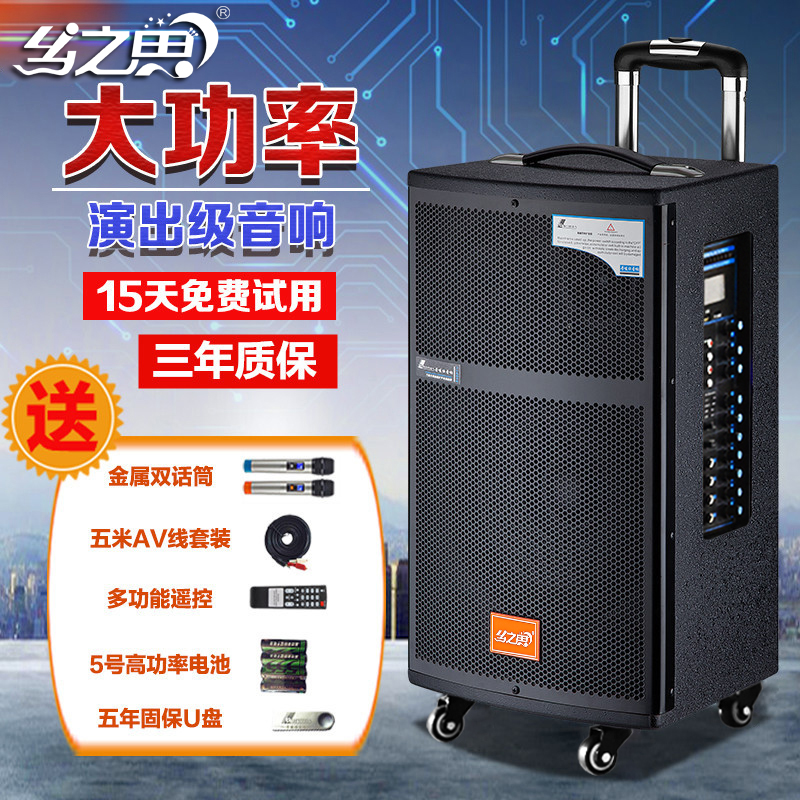 乡之思®
大功率
演出级音响
15天免费试用
三年质保
送
金属双话筒
五米AV线套装
多功能遥控
5号高功率电池
五年固保U盘
乡之思